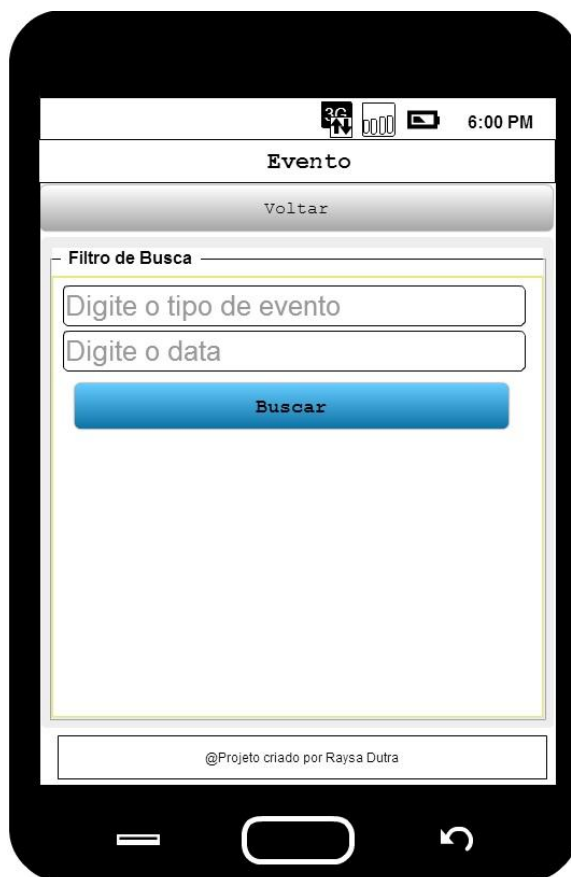 3G
6:00 PM
Evento
Voltar
Filtro de Busca
Digite o tipo de evento
Digite o data
Buscar
@Projeto criado por Raysa Dutra